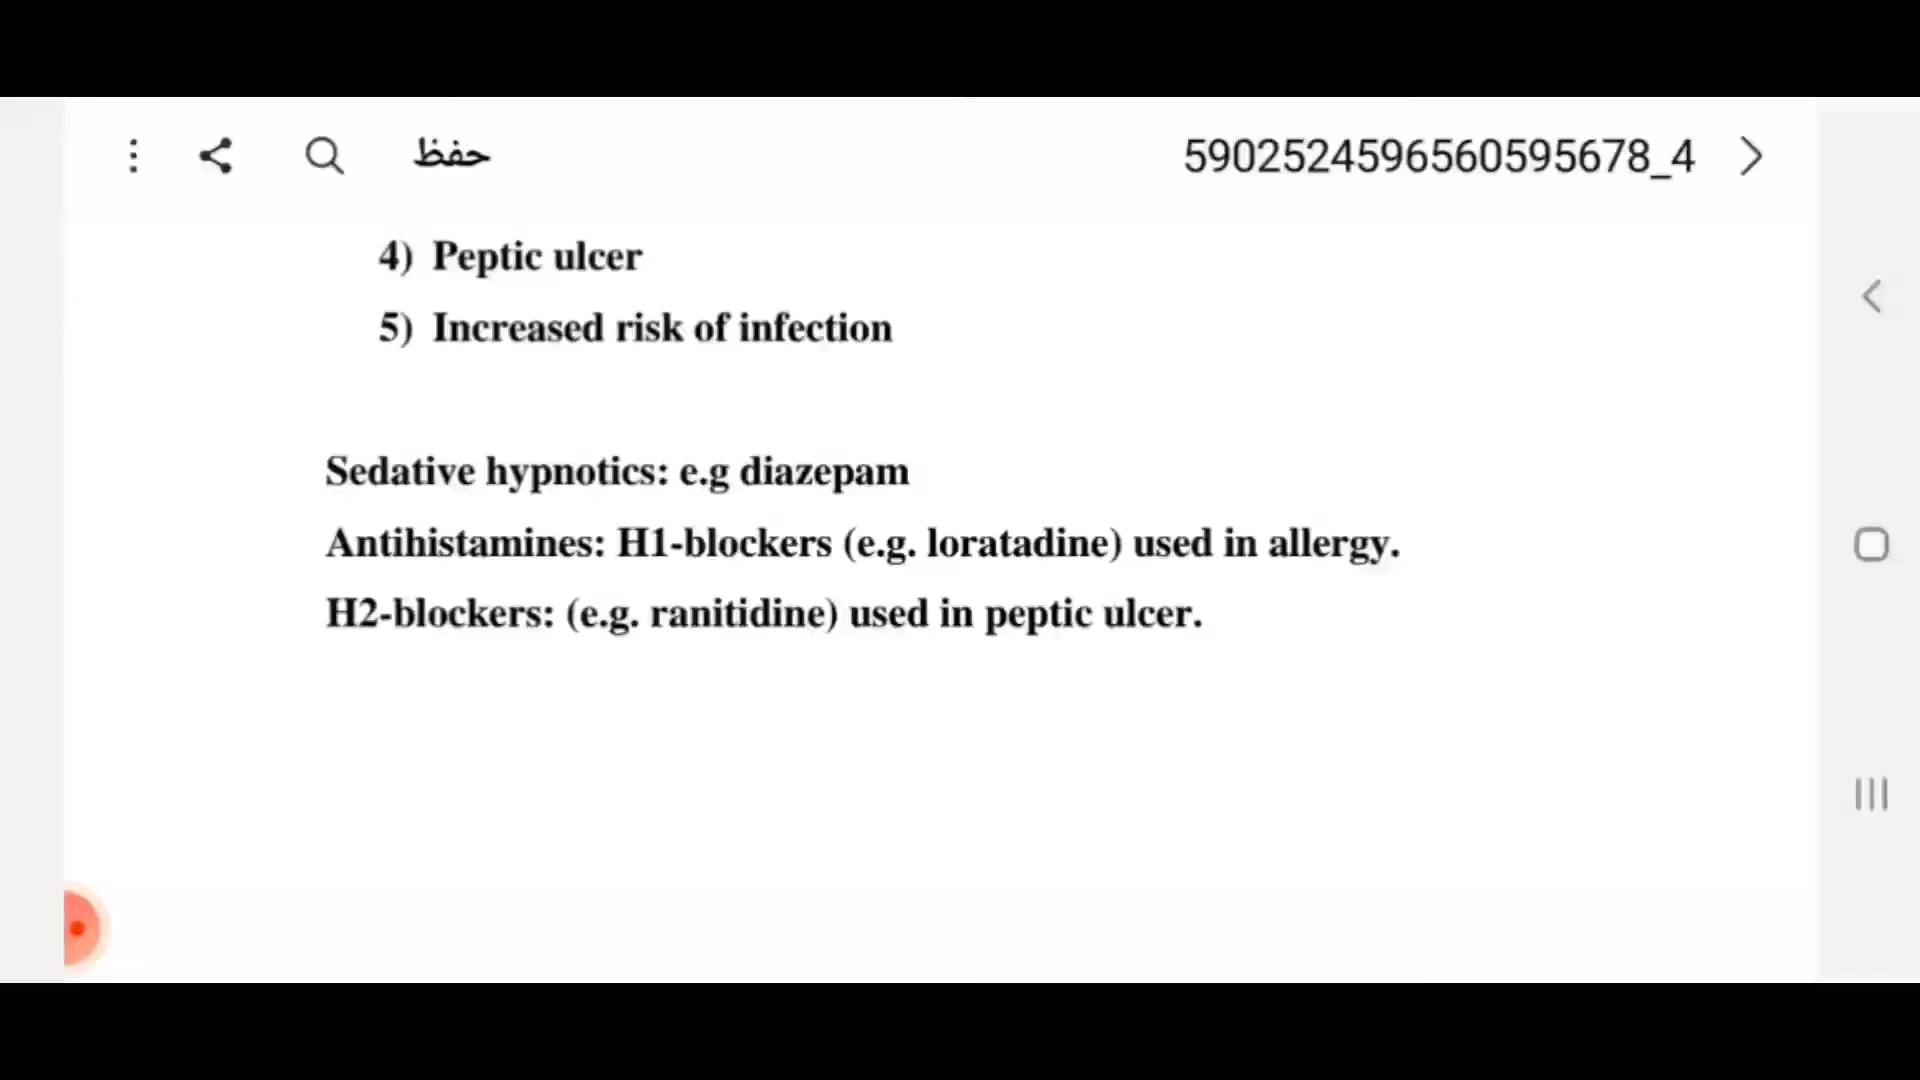 حفظ 5902524596560595678_4
4) Peptic ulcer
5) Increased risk of infection
Sedative hypnotics: e.g diazepam
Antihistamines: H1-blockers (e.g. loratadine) used in allergy.
H2-blockers: (e.g. ranitidine) used in peptic ulcer.